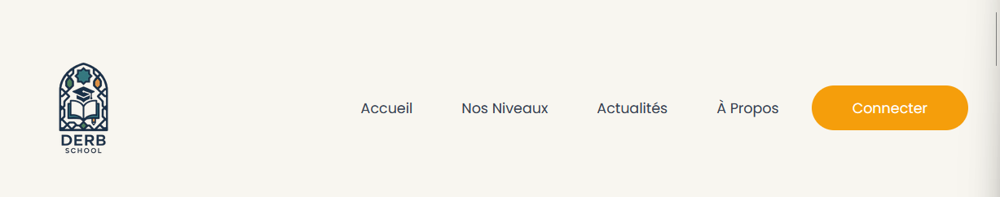 DERB
SCHOOL
Accueil
Nos Niveaux
Actualités
À Propos
Connecter